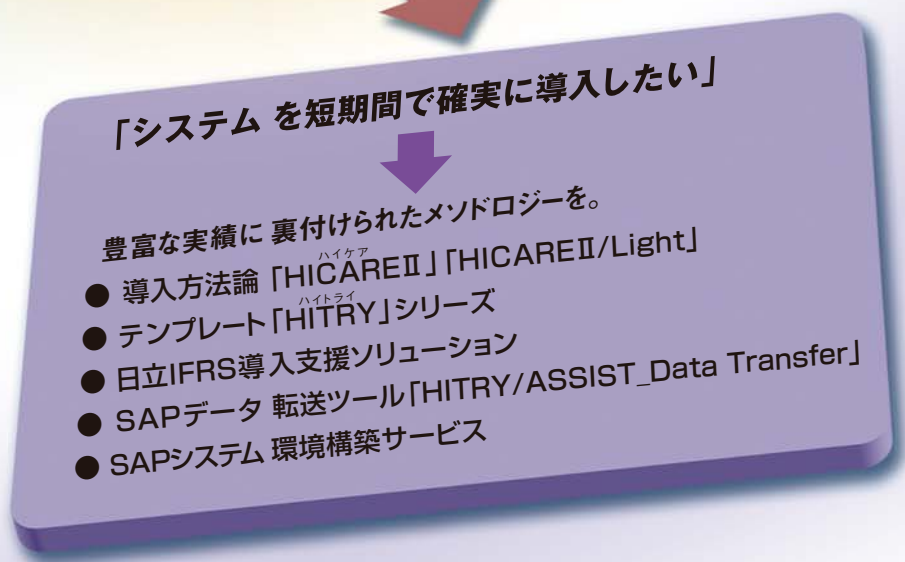 「システム を短期間で確実に導入したい」
豊富な実績に 裏付けられたメソドロジーを。
ハイケア
● 導入方法論「HICAREⅡ」「HICAREⅡ/Light」
ハイトライ
● テンプレート「HITRY」シリーズ
● 日立IFRS導入支援ソリューション
● SAPデータ 転送ツール「HITRY/ASSIST_Data Transfer」
● SAPシステム 環境構築サービス